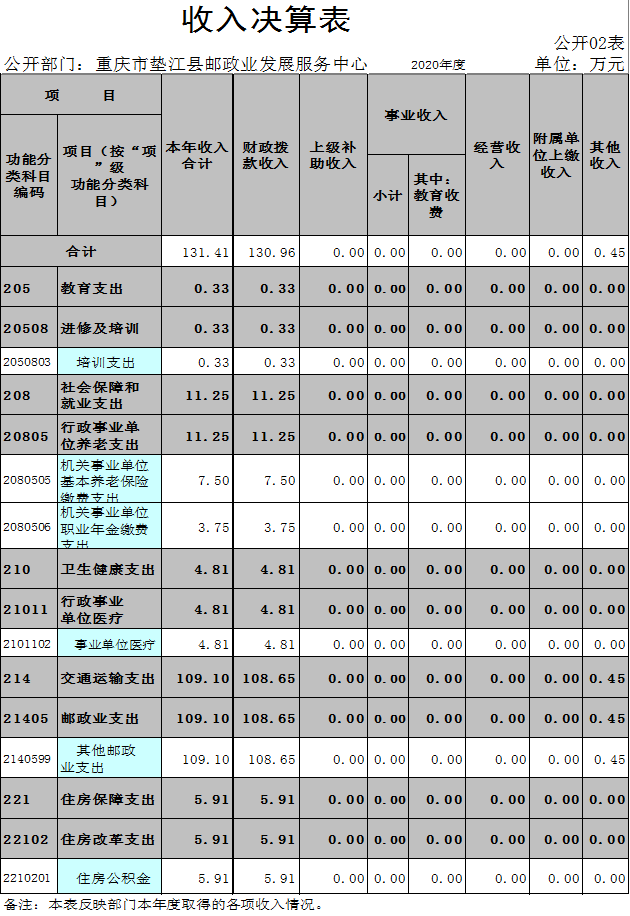 收入决算表
公开02表
公开部门：重庆市垫江县邮政业发展服务中心 2020年度 单位：万元
项 目 本年收入合计 财政拨款收入 上级补助收入 事业收入 经营收入 附属单位上缴收入 其他收入
功能分类科目编码 项目（按“项”级功能分类科目） 小计 其中：教育收费
合计 131.41 130.96 0.00 0.00 0.00 0.00 0.00 0.45
205 教育支出 0.33 0.33 0.00 0.00 0.00 0.00 0.00 0.00
20508 进修及培训 0.33 0.33 0.00 0.00 0.00 0.00 0.00 0.00
2050803 培训支出 0.33 0.33 0.00 0.00 0.00 0.00 0.00 0.00
208 社会保障和就业支出 11.25 11.25 0.00 0.00 0.00 0.00 0.00 0.00
20805 行政事业单位养老支出 11.25 11.25 0.00 0.00 0.00 0.00 0.00 0.00
2080505 机关事业单位基本养老保险缴费支出 7.50 7.50 0.00 0.00 0.00 0.00 0.00 0.00
2080506 机关事业单位职业年金缴费支出 3.75 3.75 0.00 0.00 0.00 0.00 0.00 0.00
210 卫生健康支出 4.81 4.81 0.00 0.00 0.00 0.00 0.00 0.00
21011 行政事业单位医疗 4.81 4.81 0.00 0.00 0.00 0.00 0.00 0.00
2101102 事业单位医疗 4.81 4.81 0.00 0.00 0.00 0.00 0.00 0.00
214 交通运输支出 109.10 108.65 0.00 0.00 0.00 0.00 0.00 0.45
21405 邮政业支出 109.10 108.65 0.00 0.00 0.00 0.00 0.00 0.45
2140599 其他邮政业支出 109.10 108.65 0.00 0.00 0.00 0.00 0.00 0.45
221 住房保障支出 5.91 5.91 0.00 0.00 0.00 0.00 0.00 0.00
22102 住房改革支出 5.91 5.91 0.00 0.00 0.00 0.00 0.00 0.00
2210201 住房公积金 5.91 5.91 0.00 0.00 0.00 0.00 0.00 0.00
备注：本表反映部门本年度取得的各项收入情况。